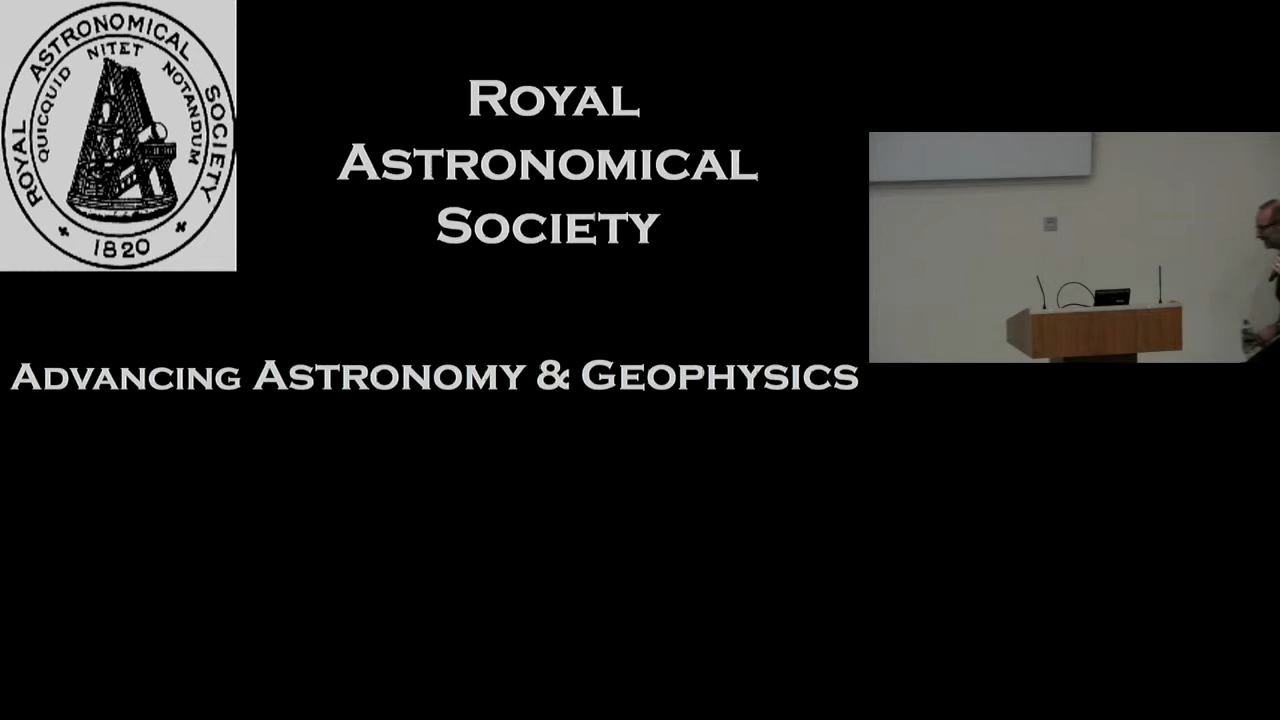 ROYAL ASTRONOMICAL SOCIETY
QUICQUID NITET NOTANDUM
1820
ROYAL
ASTRONOMICAL
SOCIETY
ADVANCING ASTRONOMY & GEOPHYSICS